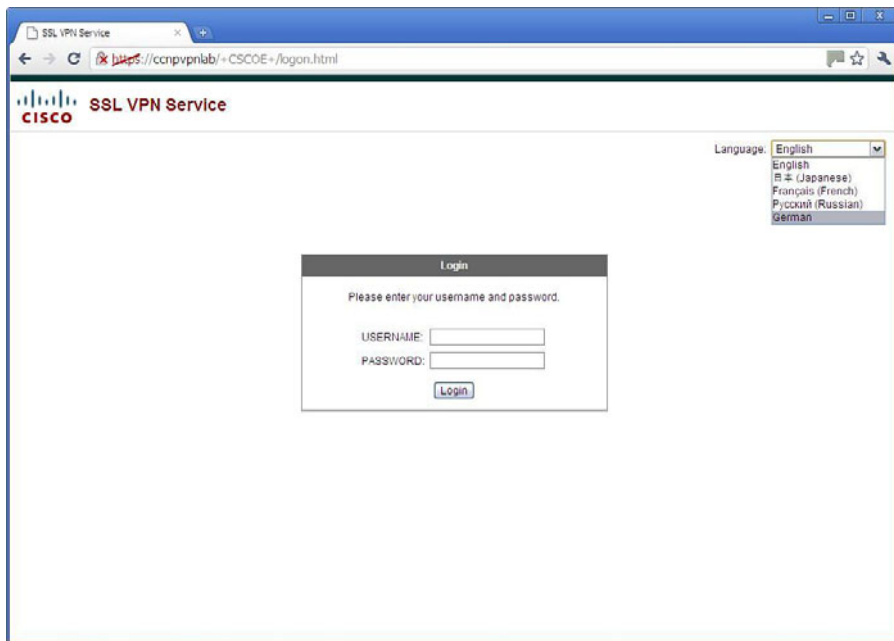 SSL VPN Service
https://ccnpvpnlab/+CSCOE+/logon.html
CISCO SSL VPN Service
Language: English
English
日本 (Japanese)
Français (French)
Русский (Russian)
German
Login
Please enter your username and password.
USERNAME:
PASSWORD:
Login